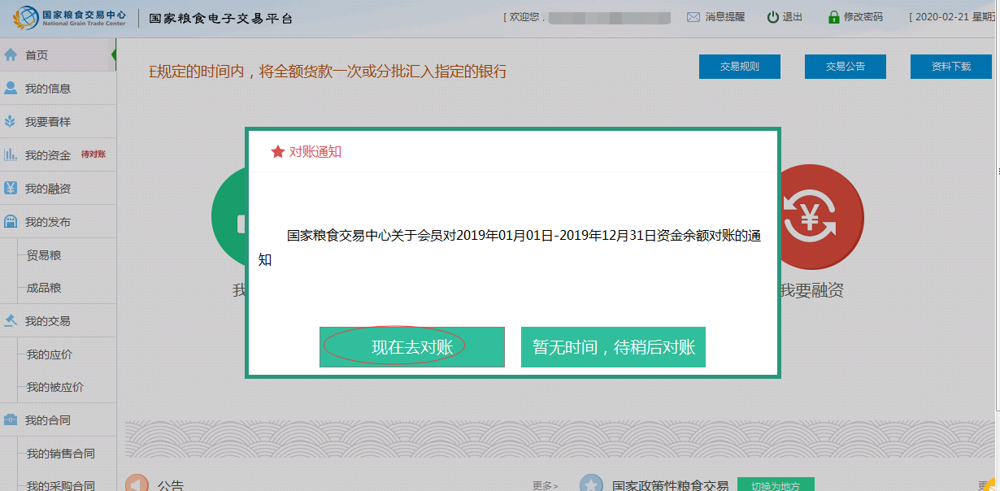 国家粮食交易中心
National Grain Trade Center
国家粮食电子交易平台
[ 欢迎您，
消息提醒
退出
修改密码
[ 2020-02-21 星期五
首页
我的信息
我要看样
我的资金 待对账
我的融资
我的发布
贸易粮
成品粮
我的交易
我的应价
我的被应价
我的合同
我的销售合同
我的采购合同
在规定的时间内，将全额货款一次或分批汇入指定的银行
交易规则
交易公告
资料下载
对账通知
国家粮食交易中心关于会员对2019年01月01日-2019年12月31日资金余额对账的通
知
现在去对账
暂无时间，待稍后对账
我
我要融资
公告
更多>
国家政策性粮食交易
切换为地方
更